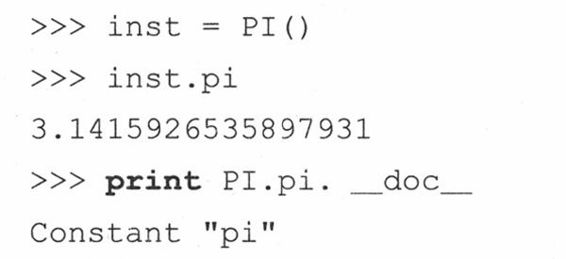 >>> inst = PI()
>>> inst.pi
3.1415926535897931
>>> print PI.pi. __doc__
Constant "pi"